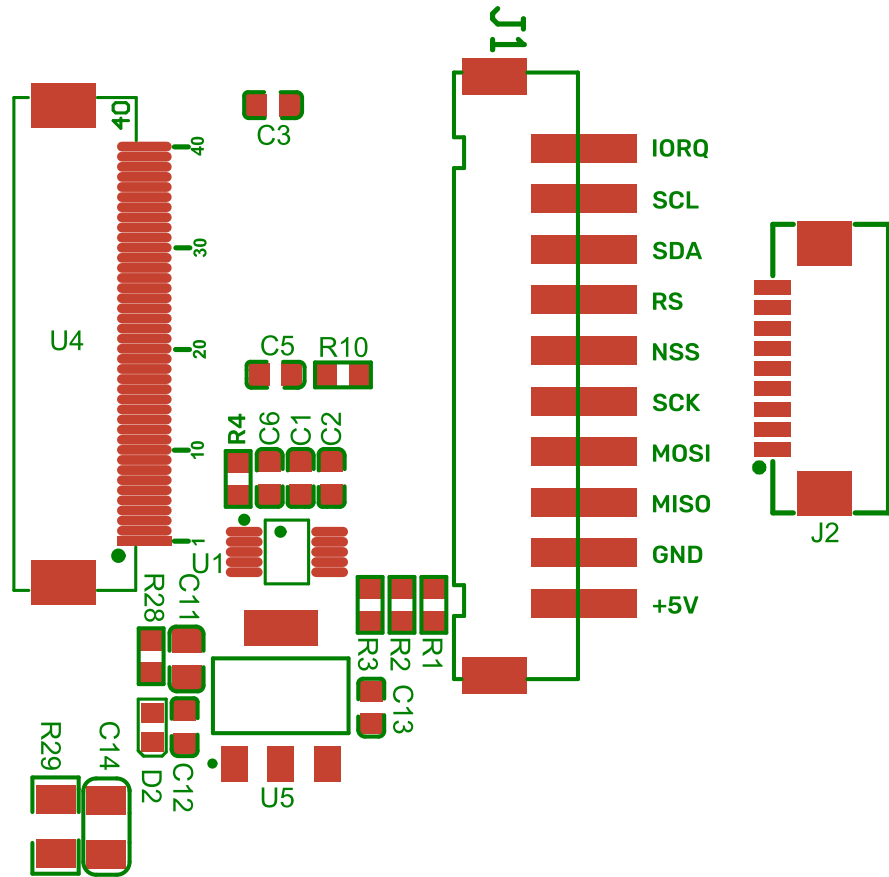 J1
40
C3
40
IORQ
SCL
30
SDA
RS
U4
20
C5
R10
NSS
SCK
R4
C6
C1
C2
10
MOSI
MISO
1
U1
J2
GND
R28
C11
+5V
R3
R2
R1
C13
R29
C14
D2
C12
U5